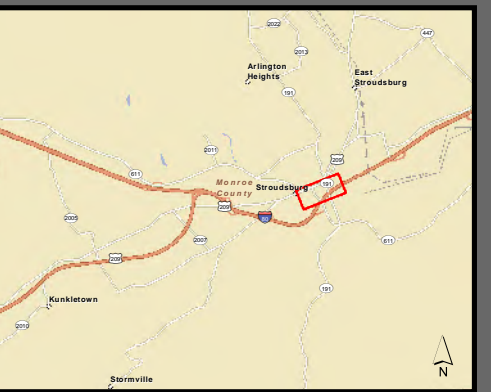 2022
447
2013
Arlington
Heights
East
Stroudsburg
191
2011
209
611
Monroe
County
Stroudsburg
191
209
80
2005
2007
611
209
191
Kunkletown
2010
Stormville
N